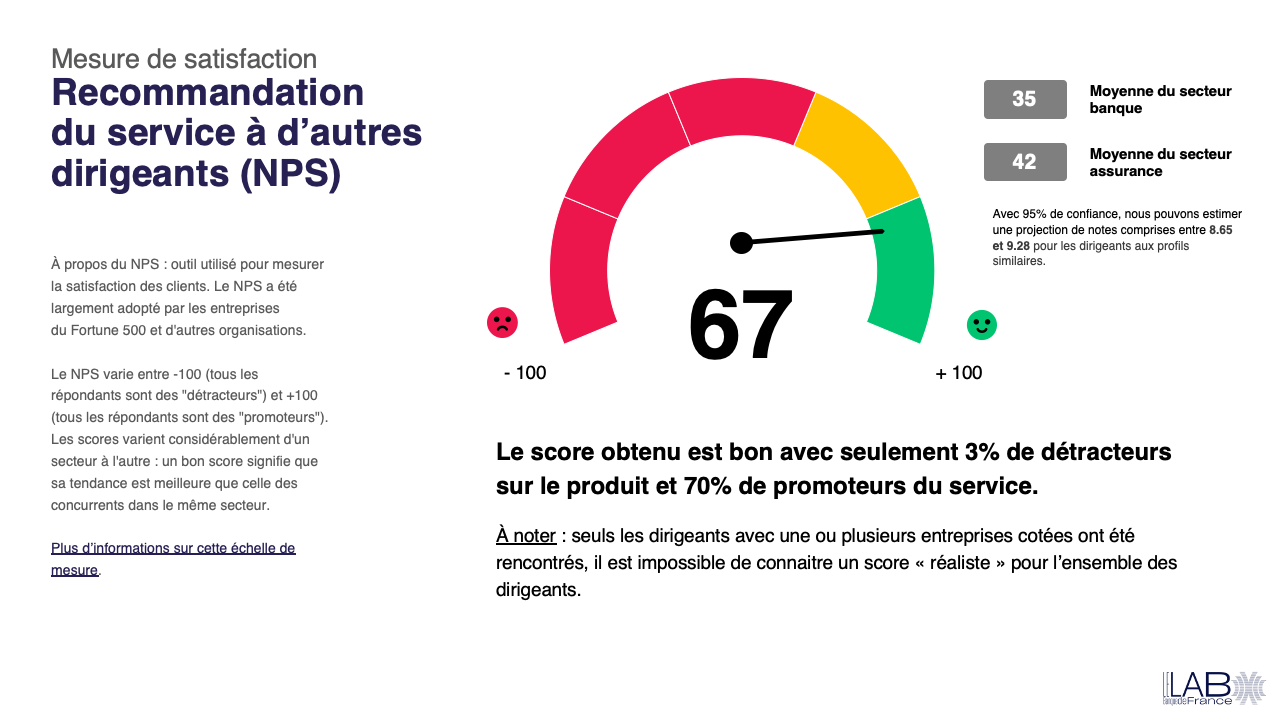 Mesure de satisfaction
Recommandation
du service à d’autres
dirigeants (NPS)
À propos du NPS : outil utilisé pour mesurer
la satisfaction des clients. Le NPS a été
largement adopté par les entreprises
du Fortune 500 et d'autres organisations.
Le NPS varie entre -100 (tous les
répondants sont des "détracteurs") et +100
(tous les répondants sont des "promoteurs").
Les scores varient considérablement d'un
secteur à l'autre : un bon score signifie que
sa tendance est meilleure que celle des
concurrents dans le même secteur.
Plus d’informations sur cette échelle de
mesure.
67
- 100
+ 100
35
Moyenne du secteur
banque
42
Moyenne du secteur
assurance
Avec 95% de confiance, nous pouvons estimer
une projection de notes comprises entre 8.65
et 9.28 pour les dirigeants aux profils
similaires.
Le score obtenu est bon avec seulement 3% de détracteurs
sur le produit et 70% de promoteurs du service.
À noter : seuls les dirigeants avec une ou plusieurs entreprises cotées ont été
rencontrés, il est impossible de connaitre un score « réaliste » pour l’ensemble des
dirigeants.
LAB
BanquedeFrance